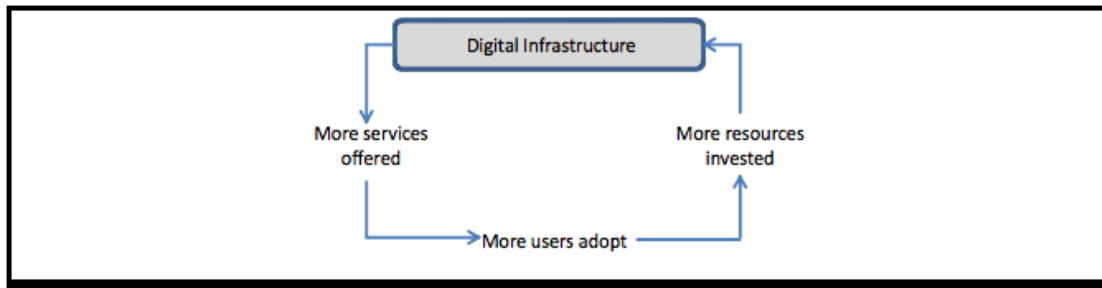 Digital Infrastructure
More services
offered
More resources
invested
More users adopt